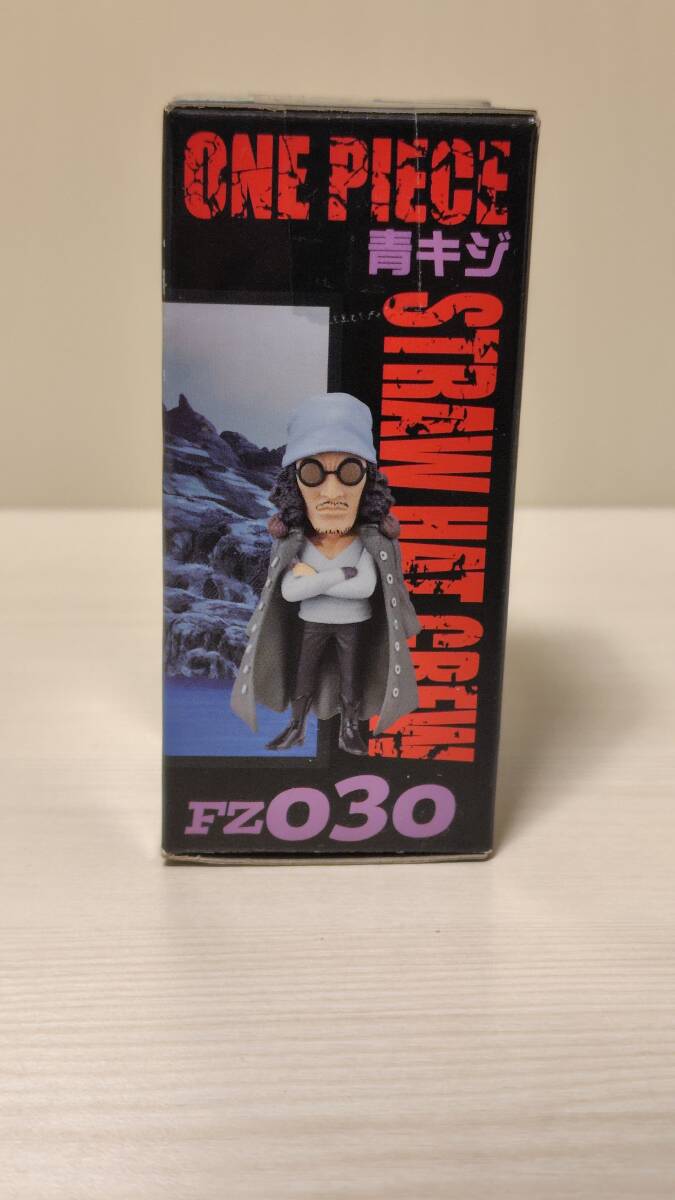 ONE PIECE
青キジ
STRAW HAT CREW
FZ030